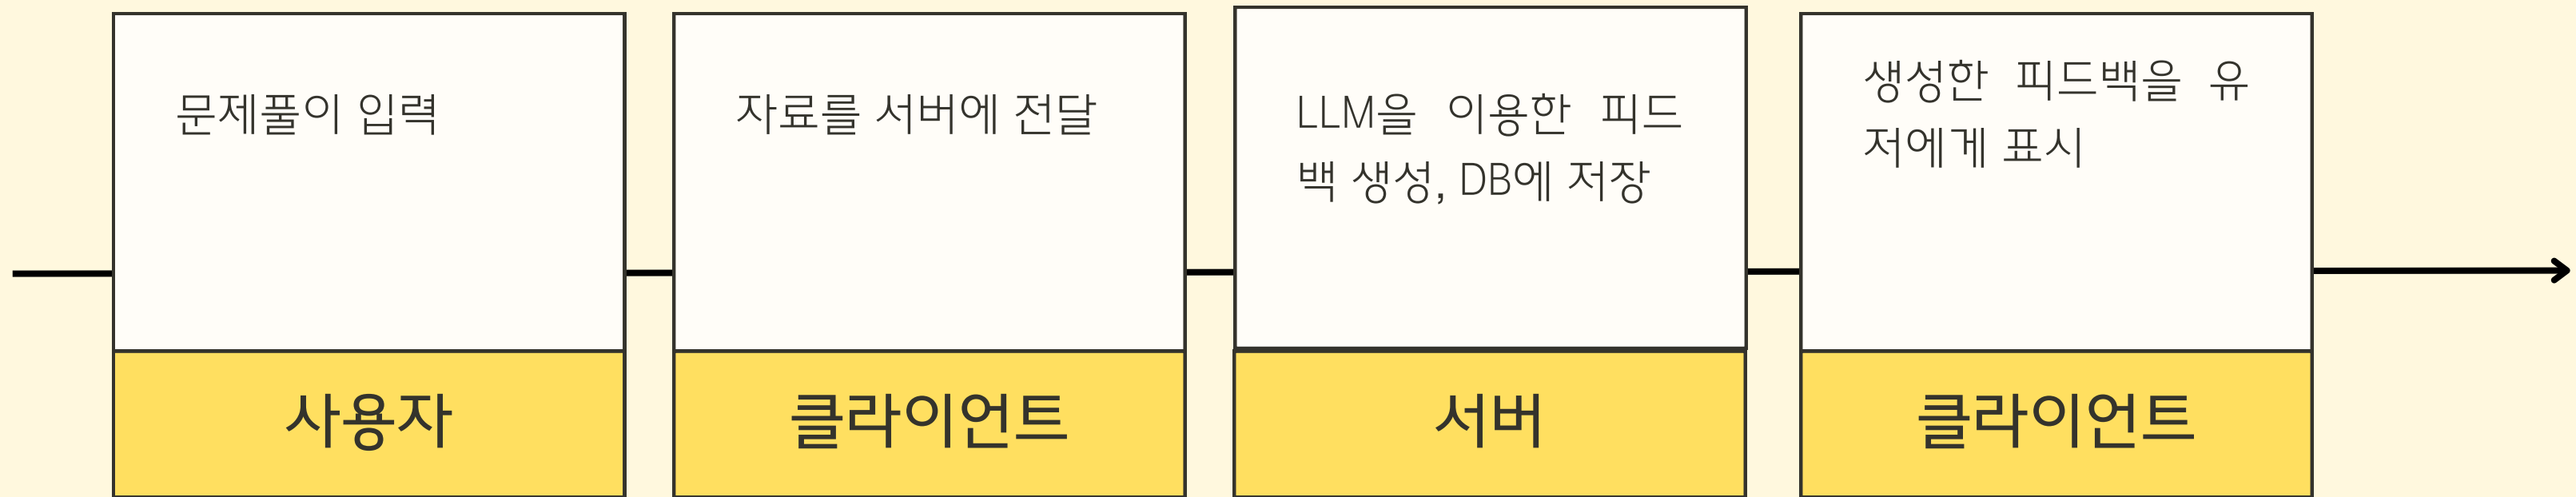 문제풀이 입력
사용자
자료를 서버에 전달
클라이언트
LLM을 이용한 피드
백 생성, DB에 저장
서버
생성한 피드백을 유
저에게 표시
클라이언트